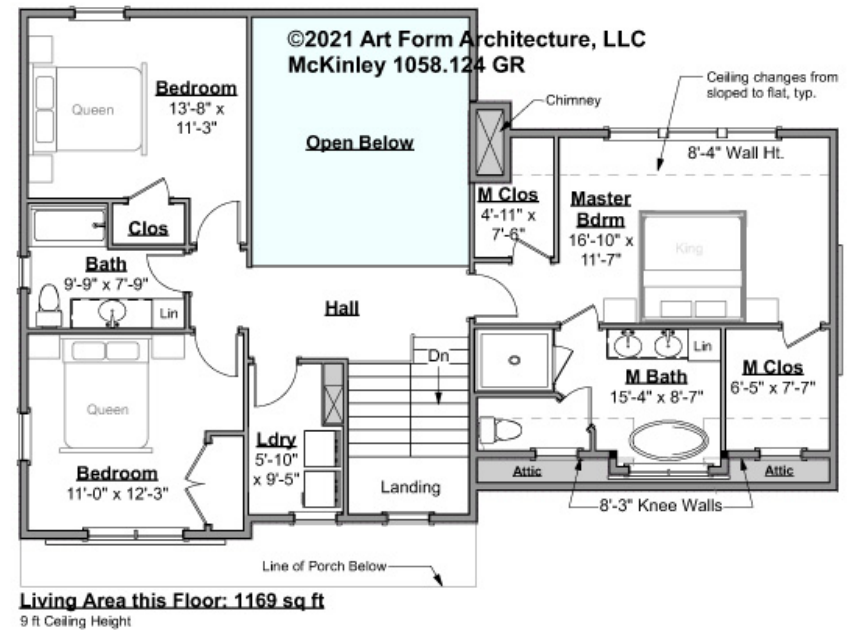 ©2021 Art Form Architecture, LLC
McKinley 1058.124 GR
Ceiling changes from
sloped to flat, typ.
Chimney
Queen
Bedroom
13'-8" x
11'-3"
Open Below
8'-4" Wall Ht.
M Clos
4'-11" x
7'-6"
Master
Bdrm
16'-10" x
11'-7"
King
Clos
Bath
9'-9" x 7'-9"
Lin
Hall
Dn
Lin
M Bath
15'-4" x 8'-7"
M Clos
6'-5" x 7'-7"
Queen
Bedroom
11'-0" x 12'-3"
Ldry
5'-10"
x 9'-5"
Landing
Attic
Attic
8'-3" Knee Walls
Line of Porch Below
Living Area this Floor: 1169 sq ft
9 ft Ceiling Height